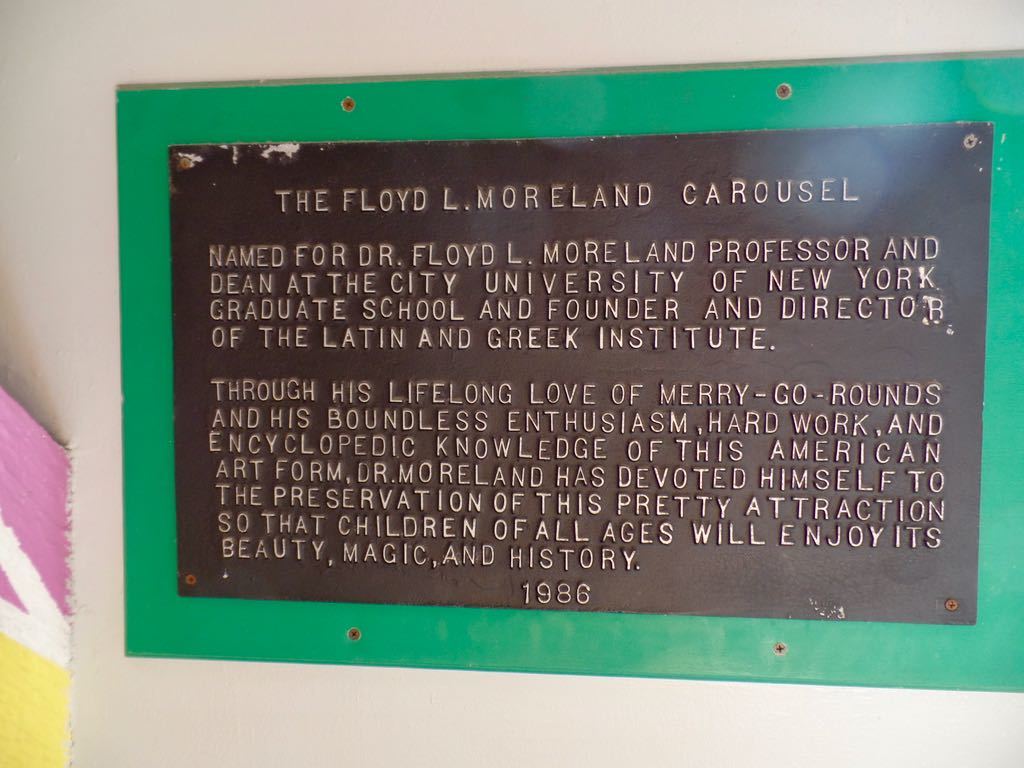 THE FLOYD L. MORELAND CAROUSEL
NAMED FOR DR. FLOYD L. MORELAND PROFESSOR AND
DEAN AT THE CITY UNIVERSITY OF NEW YORK
GRADUATE SCHOOL AND FOUNDER AND DIRECTOR
OF THE LATIN AND GREEK INSTITUTE.
THROUGH HIS LIFELONG LOVE OF MERRY-GO-ROUNDS
AND HIS BOUNDLESS ENTHUSIASM, HARD WORK, AND
ENCYCLOPEDIC KNOWLEDGE OF THIS AMERICAN
ART FORM, DR. MORELAND HAS DEVOTED HIMSELF TO
THE PRESERVATION OF THIS PRETTY ATTRACTION
SO THAT CHILDREN OF ALL AGES WILL ENJOY ITS
BEAUTY, MAGIC, AND HISTORY.
1986